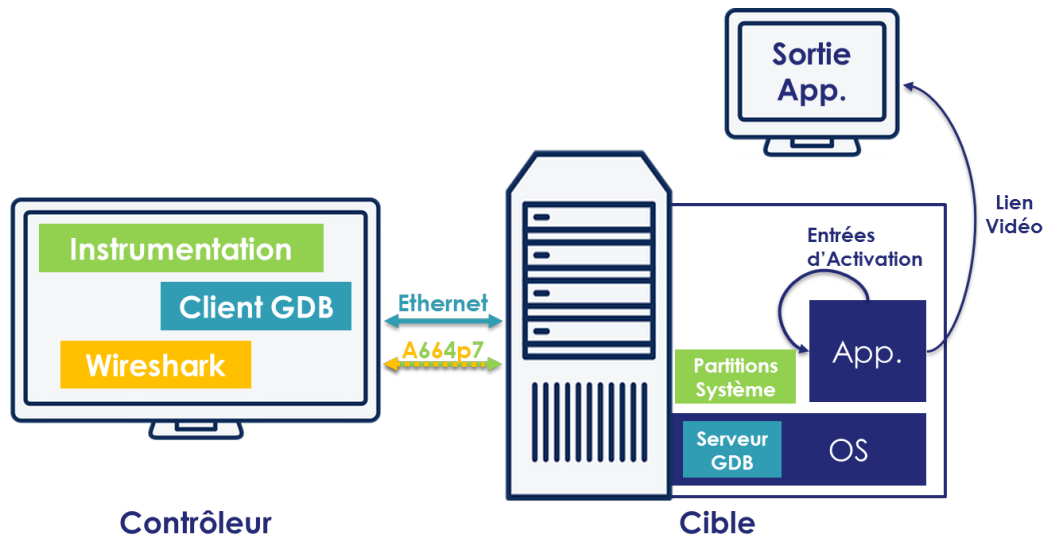 Sortie
App.
Lien
Vidéo
Instrumentation
Client GDB
Wireshark
Ethernet
A664p7
Entrées
d'Activation
App.
Partitions
Système
Serveur
GDB
OS
Contrôleur
Cible